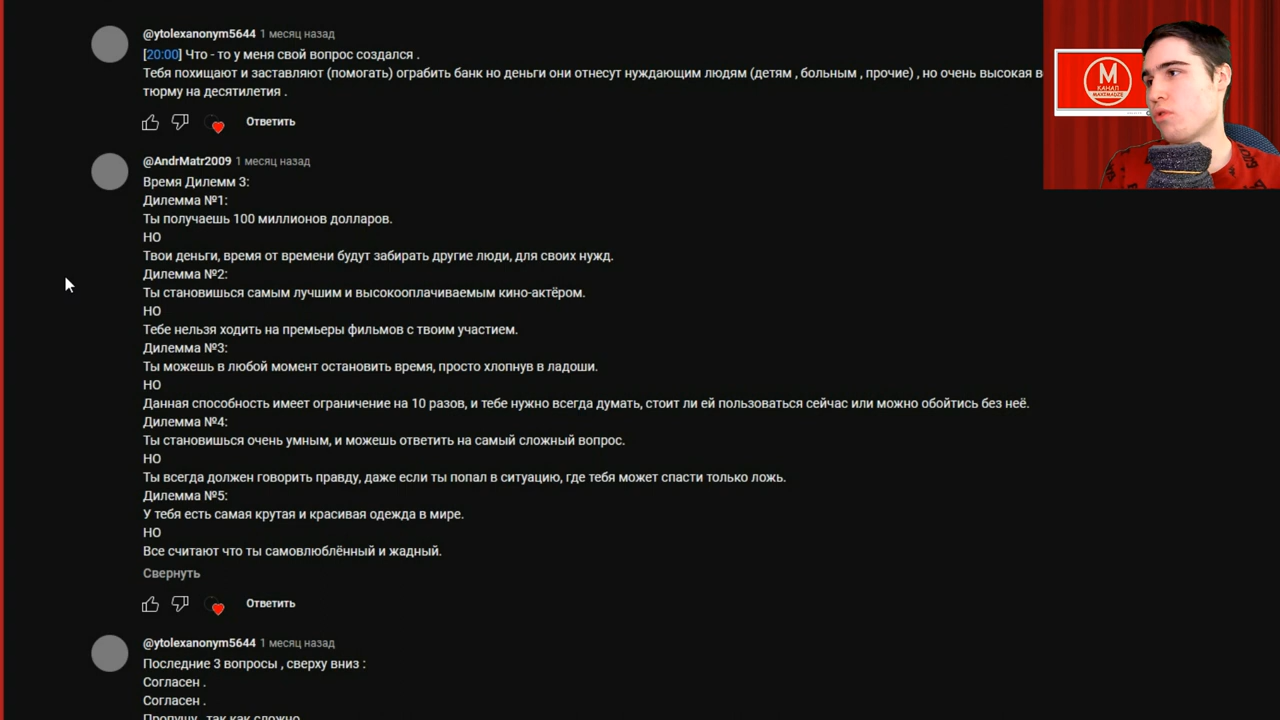 @ytolexanonym5644 1 месяц назад
[20:00] Что - то у меня свой вопрос создался .
Тебя похищают и заставляют (помогать) ограбить банк но деньги они отнесут нуждающим людям (детям , больным , прочие) , но очень высокая в
тюрму на десятилетия .
Ответить
М
КАНАЛ
@AndrMatr2009 1 месяц назад
Время Дилемм 3:
Дилемма №1:
Ты получаешь 100 миллионов долларов.
НО
Твои деньги, время от времени будут забирать другие люди, для своих нужд.
Дилемма №2:
Ты становишься самым лучшим и высокооплачиваемым кино-актёром.
НО
Тебе нельзя ходить на премьеры фильмов с твоим участием.
Дилемма №3:
Ты можешь в любой момент остановить время, просто хлопнув в ладоши.
НО
Данная способность имеет ограничение на 10 разов, и тебе нужно всегда думать, стоит ли ей пользоваться сейчас или можно обойтись без неё.
Дилемма №4:
Ты становишься очень умным, и можешь ответить на самый сложный вопрос.
НО
Ты всегда должен говорить правду, даже если ты попал в ситуацию, где тебя может спасти только ложь.
Дилемма №5:
У тебя есть самая крутая и красивая одежда в мире.
НО
Все считают что ты самовлюблённый и жадный.
Свернуть
Ответить
@ytolexanonym5644 1 месяц назад
Последние 3 вопросы , сверху вниз :
Согласен .
Согласен .
Пропущу , так как сложно